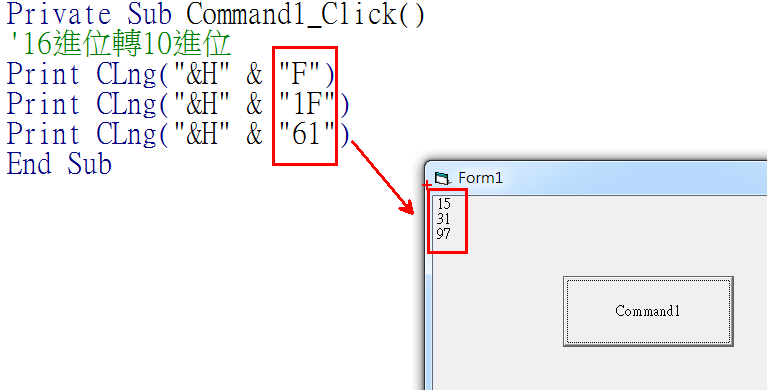 Private Sub Command1_Click()
'16進位轉10進位
Print CLng("&H" & "F")
Print CLng("&H" & "1F")
Print CLng("&H" & "61")
End Sub
Form1
15
31
97
Command1